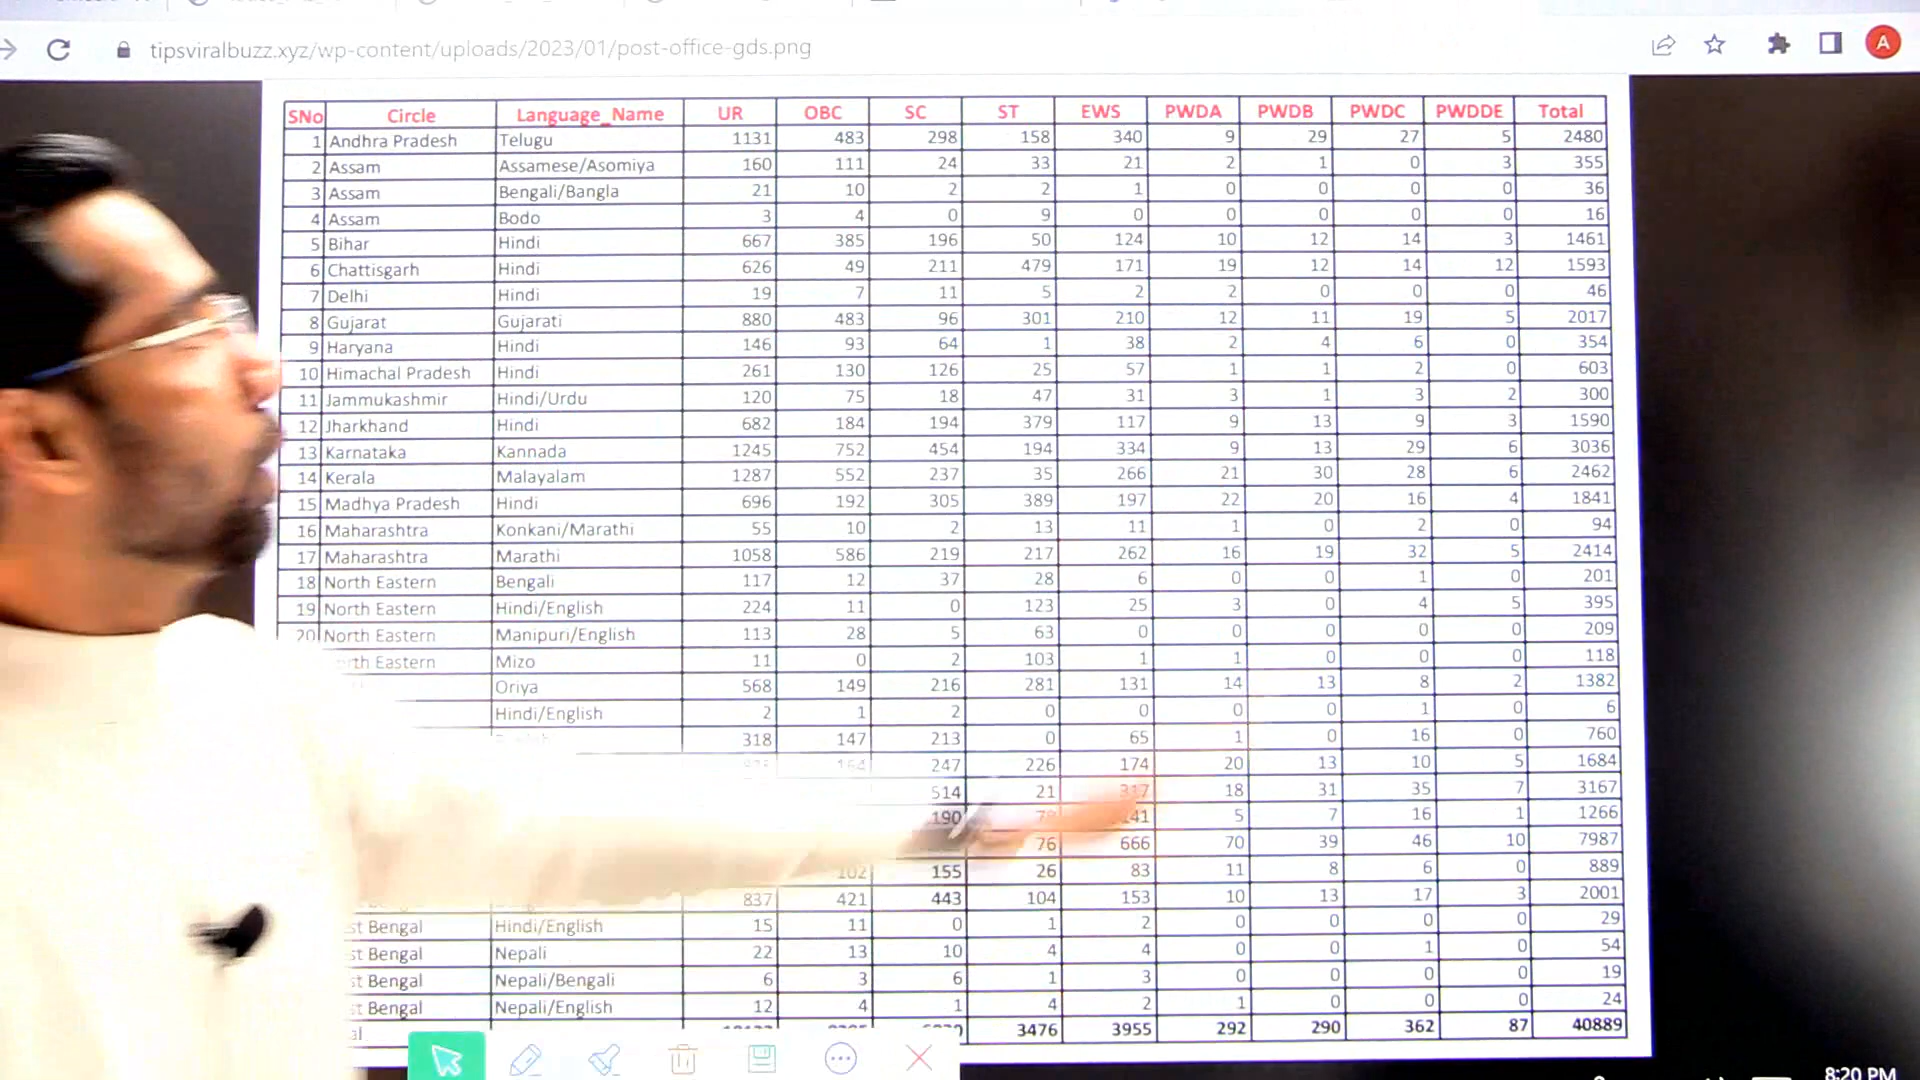 tipsviralbuzz.xyz/wp-content/uploads/2023/01/post-office-gds.png
A
SNo Circle Language_Name UR OBC SC ST EWS PWDA PWDB PWDC PWDDE Total
1 Andhra Pradesh Telugu 1131 483 298 158 340 9 29 27 5 2480
2 Assam Assamese/Asomiya 160 111 24 33 21 2 1 0 3 355
3 Assam Bengali/Bangla 21 10 2 2 1 0 0 0 0 36
4 Assam Bodo 3 4 0 9 0 0 0 0 0 16
5 Bihar Hindi 667 385 196 50 124 10 12 14 3 1461
6 Chattisgarh Hindi 626 49 211 479 171 19 12 14 12 1593
7 Delhi Hindi 19 7 11 5 2 2 0 0 0 46
8 Gujarat Gujarati 880 483 96 301 210 12 11 19 5 2017
9 Haryana Hindi 146 93 64 1 38 2 4 6 0 354
10 Himachal Pradesh Hindi 261 130 126 25 57 1 1 2 0 603
11 Jammukashmir Hindi/Urdu 120 75 18 47 31 3 1 3 2 300
12 Jharkhand Hindi 682 184 194 379 117 9 13 9 3 1590
13 Karnataka Kannada 1245 752 454 194 334 9 13 29 6 3036
14 Kerala Malayalam 1287 552 237 35 266 21 30 28 6 2462
15 Madhya Pradesh Hindi 696 192 305 389 197 22 20 16 4 1841
16 Maharashtra Konkani/Marathi 55 10 2 13 11 1 0 2 0 94
17 Maharashtra Marathi 1058 586 219 217 262 16 19 32 5 2414
18 North Eastern Bengali 117 12 37 28 6 0 0 1 0 201
19 North Eastern Hindi/English 224 11 0 123 25 3 0 4 5 395
20 North Eastern Manipuri/English 113 28 5 63 0 0 0 0 0 209
Eastern Mizo 11 0 2 103 1 1 0 0 0 118
Oriya 568 149 216 281 131 14 13 8 2 1382
Hindi/English 2 1 2 0 0 0 0 1 0 6
318 147 213 0 65 1 0 16 0 760
247 226 174 20 13 10 5 1684
514 21 317 18 31 35 7 3167
190 5 7 16 1 1266
76 666 70 39 46 10 7987
102 155 26 83 11 8 6 0 889
837 421 443 104 153 10 13 17 3 2001
st Bengal Hindi/English 15 11 0 1 2 0 0 0 0 29
st Bengal Nepali 22 13 10 4 4 0 0 1 0 54
st Bengal Nepali/Bengali 6 3 6 1 3 0 0 0 0 19
st Bengal Nepali/English 12 4 1 4 2 1 0 0 0 24
3476 3955 292 290 362 87 40889
8:20 PM